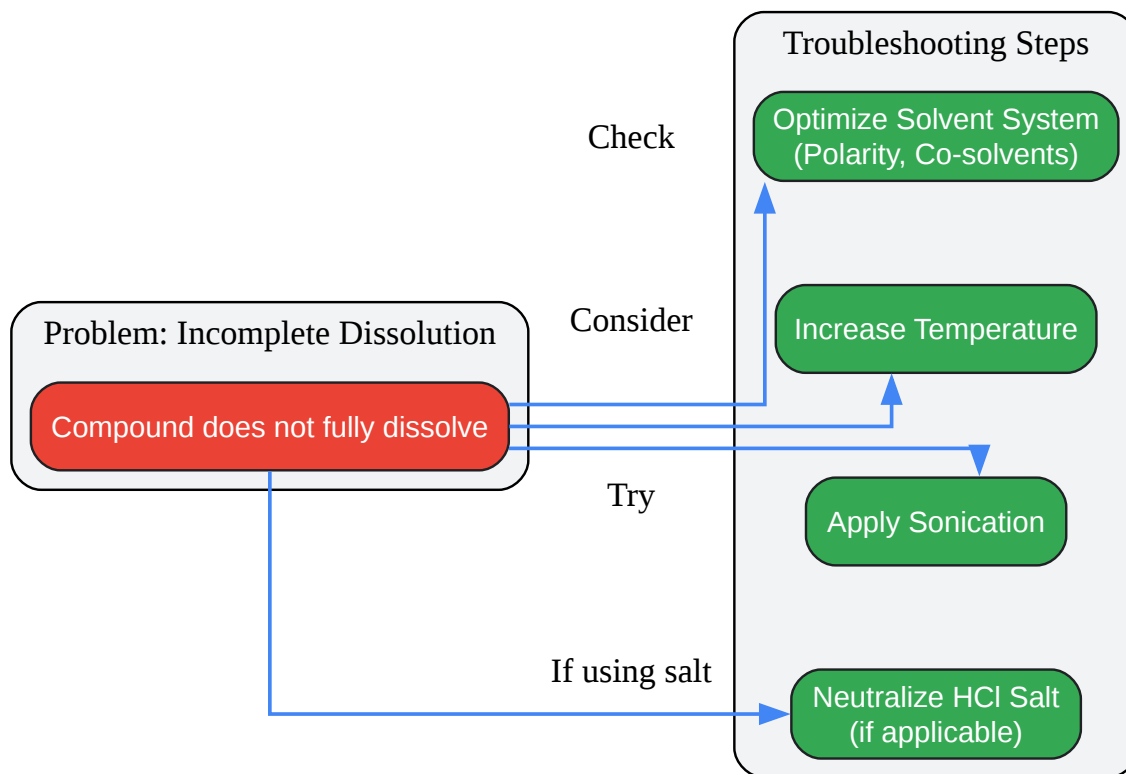 Problem: Incomplete Dissolution
Compound does not fully dissolve
Check
Consider
Try
If using salt
Troubleshooting Steps
Optimize Solvent System
(Polarity, Co-solvents)
Increase Temperature
Apply Sonication
Neutralize HCl Salt
(if applicable)